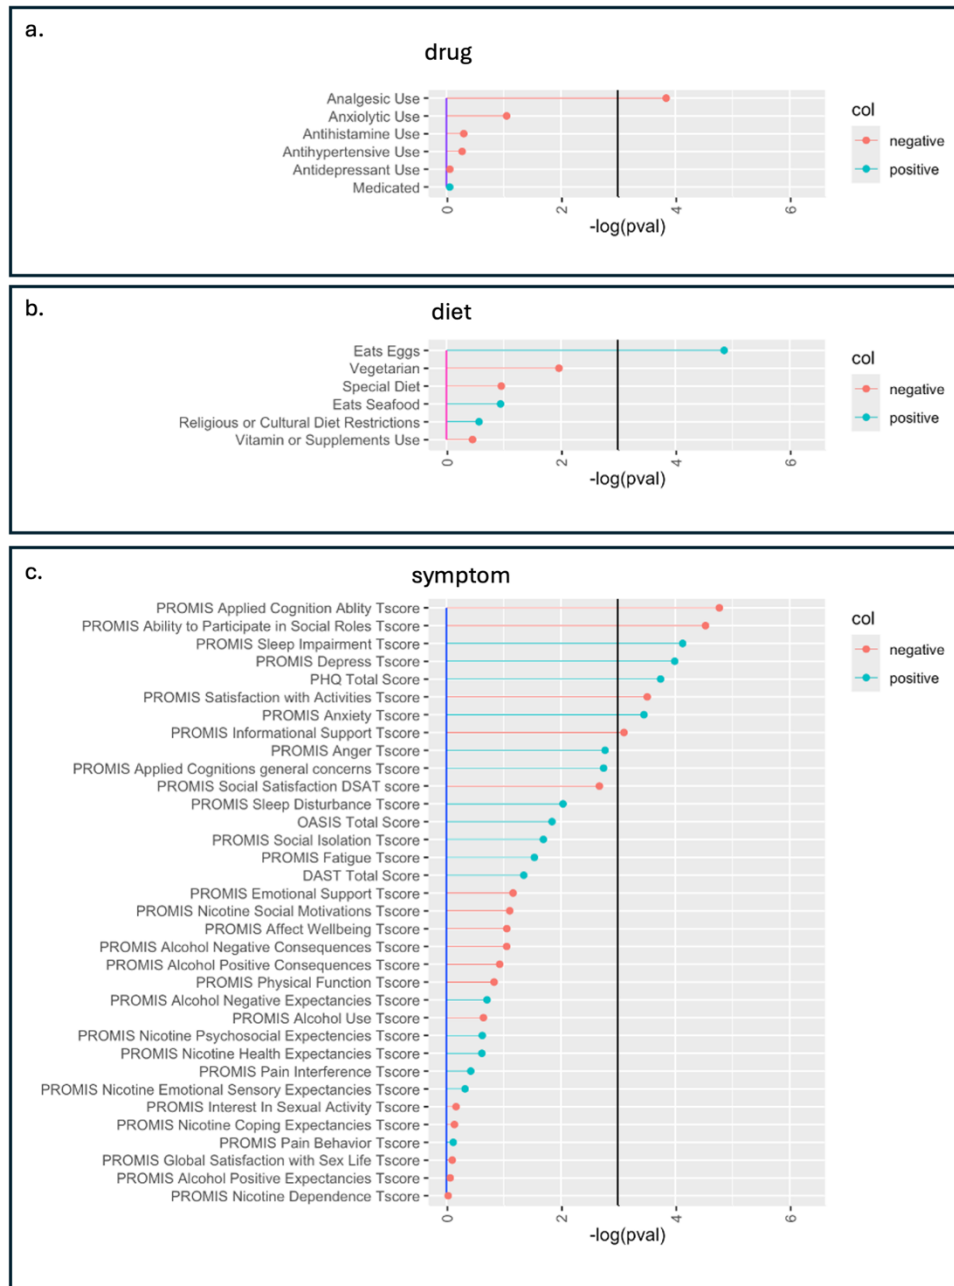 a.
drug
Analgesic Use
Anxiolytic Use
Antihistamine Use
Antihypertensive Use
Antidepressant Use
Medicated
0
2
4
6
-log(pval)
col
negative
positive
b.
diet
Eats Eggs
Vegetarian
Special Diet
Eats Seafood
Religious or Cultural Diet Restrictions
Vitamin or Supplements Use
0
2
4
6
-log(pval)
col
negative
positive
c.
symptom
PROMIS Applied Cognition Ablity Tscore
PROMIS Ability to Participate in Social Roles Tscore
PROMIS Sleep Impairment Tscore
PROMIS Depress Tscore
PHQ Total Score
PROMIS Satisfaction with Activities Tscore
PROMIS Anxiety Tscore
PROMIS Informational Support Tscore
PROMIS Anger Tscore
PROMIS Applied Cognitions general concerns Tscore
PROMIS Social Satisfaction DSAT score
PROMIS Sleep Disturbance Tscore
OASIS Total Score
PROMIS Social Isolation Tscore
PROMIS Fatigue Tscore
DAST Total Score
PROMIS Emotional Support Tscore
PROMIS Nicotine Social Motivations Tscore
PROMIS Affect Wellbeing Tscore
PROMIS Alcohol Negative Consequences Tscore
PROMIS Alcohol Positive Consequences Tscore
PROMIS Physical Function Tscore
PROMIS Alcohol Negative Expectancies Tscore
PROMIS Alcohol Use Tscore
PROMIS Nicotine Psychosocial Expectencies Tscore
PROMIS Nicotine Health Expectancies Tscore
PROMIS Pain Interference Tscore
PROMIS Nicotine Emotional Sensory Expectancies Tscore
PROMIS Interest In Sexual Activity Tscore
PROMIS Nicotine Coping Expectancies Tscore
PROMIS Pain Behavior Tscore
PROMIS Global Satisfaction with Sex Life Tscore
PROMIS Alcohol Positive Expectancies Tscore
PROMIS Nicotine Dependence Tscore
0
2
4
6
-log(pval)
col
negative
positive